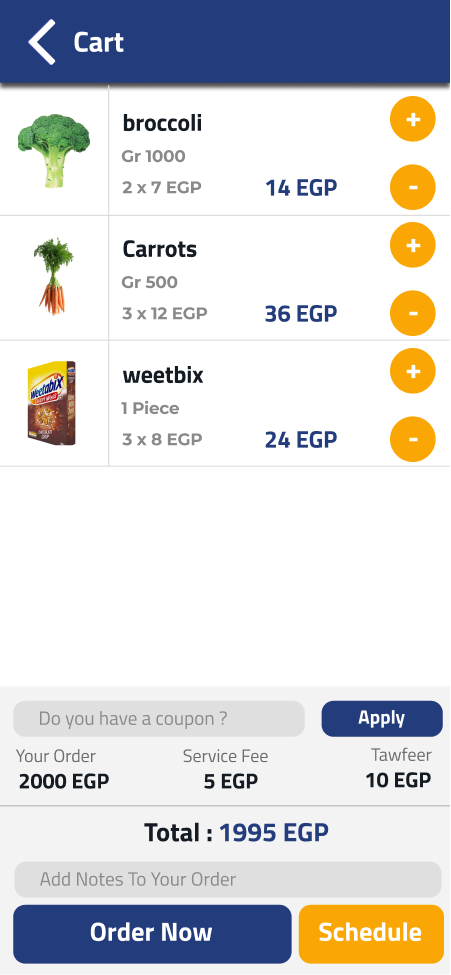 Cart
broccoli
Gr 1000
2 x 7 EGP
14 EGP
+
-
Carrots
Gr 500
3 x 12 EGP
36 EGP
+
-
Weetabix
weetbix
1 Piece
3 x 8 EGP
24 EGP
+
-
Do you have a coupon ?
Apply
Your Order
Service Fee
Tawfeer
2000 EGP
5 EGP
10 EGP
Total : 1995 EGP
Add Notes To Your Order
Order Now
Schedule